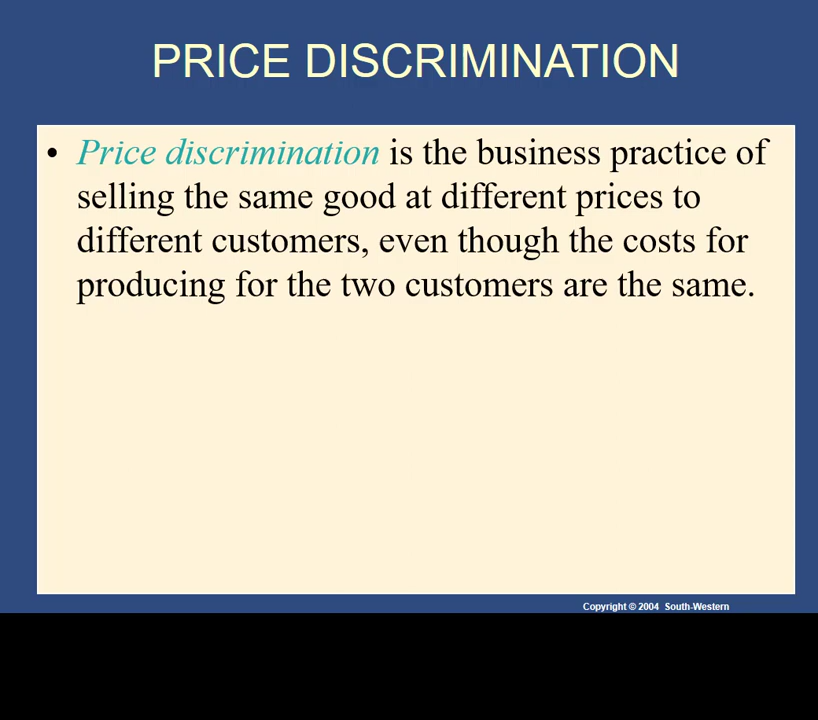 PRICE DISCRIMINATION
• Price discrimination is the business practice of
selling the same good at different prices to
different customers, even though the costs for
producing for the two customers are the same.
Copyright © 2004 South-Western